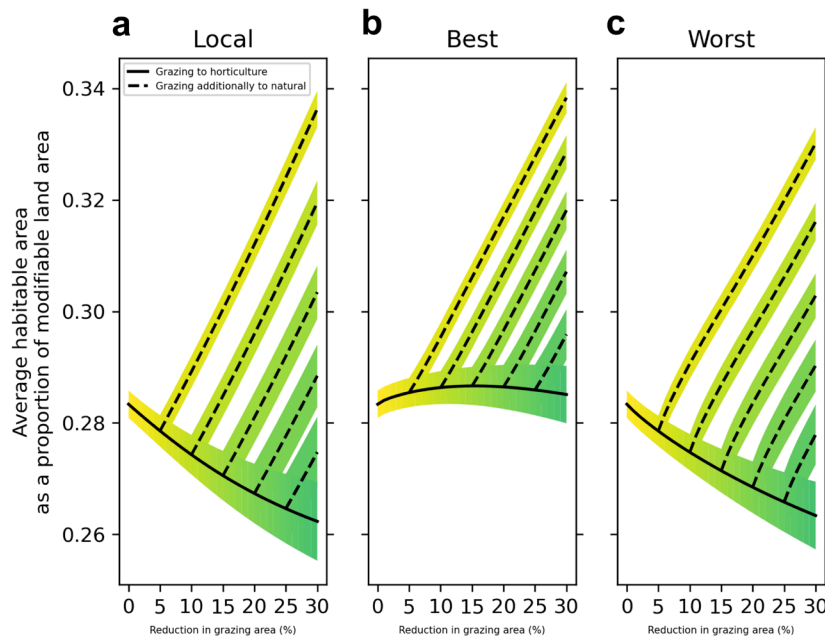 a
Local
b
Best
c
Worst
Grazing to horticulture
Grazing additionally to natural
Average habitable area
as a proportion of modifiable land area
0.34
0.32
0.30
0.28
0.26
0 5 10 15 20 25 30
0 5 10 15 20 25 30
0 5 10 15 20 25 30
Reduction in grazing area (%)
Reduction in grazing area (%)
Reduction in grazing area (%)